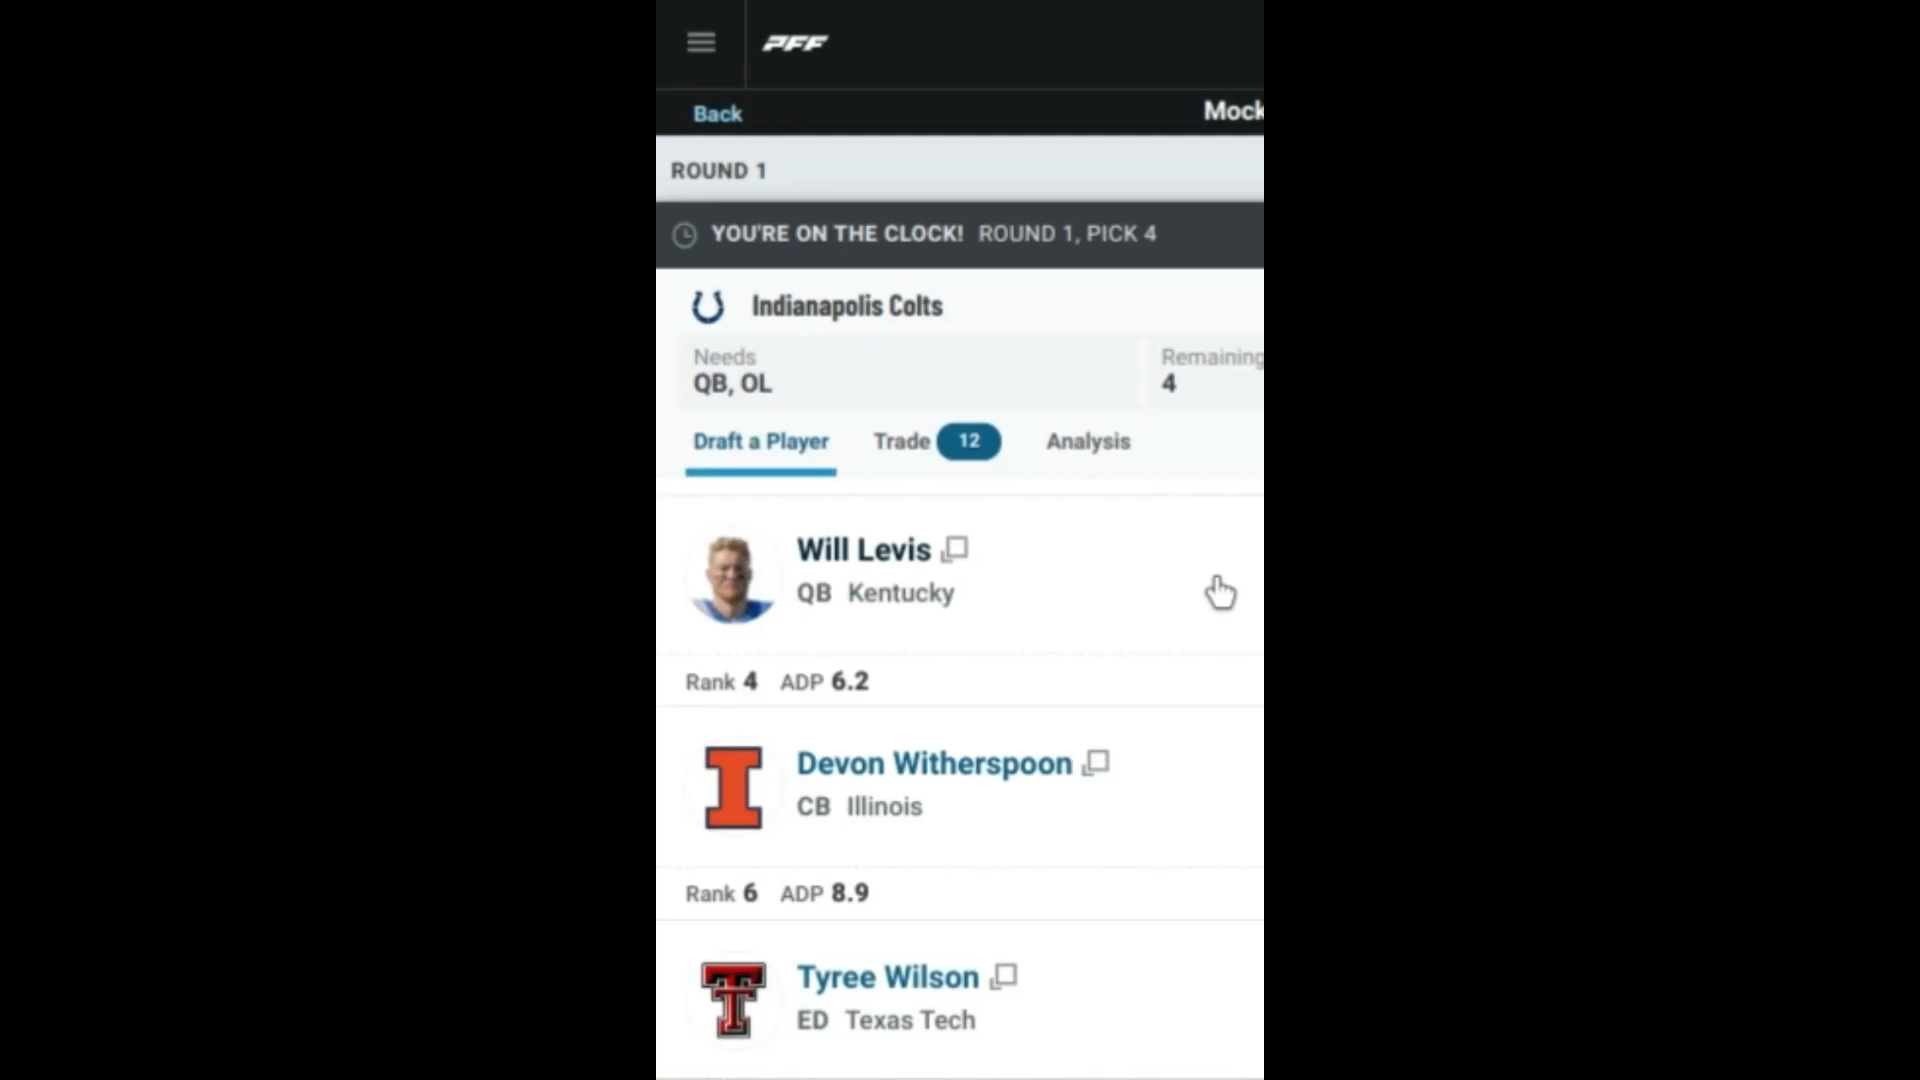 PFF
Back
Mock
ROUND 1
YOU'RE ON THE CLOCK! ROUND 1, PICK 4
Indianapolis Colts
Needs
Remaining
QB, OL
4
Draft a Player
Trade 12
Analysis
Will Levis
QB Kentucky
Rank 4 ADP 6.2
Devon Witherspoon
CB Illinois
Rank 6 ADP 8.9
Tyree Wilson
ED Texas Tech